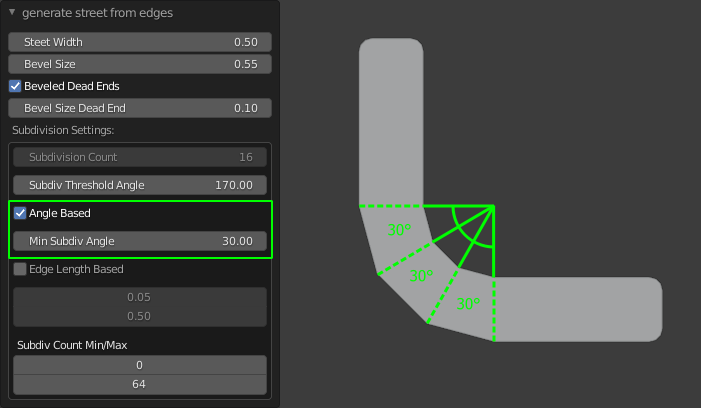 generate street from edges
Steet Width 0.50
Bevel Size 0.55
Beveled Dead Ends
Bevel Size Dead End 0.10
Subdivision Settings:
Subdivision Count 16
Subdiv Threshold Angle 170.00
Angle Based
Min Subdiv Angle 30.00
Edge Length Based
0.05
0.50
Subdiv Count Min/Max
0
64
30°
30°
30°